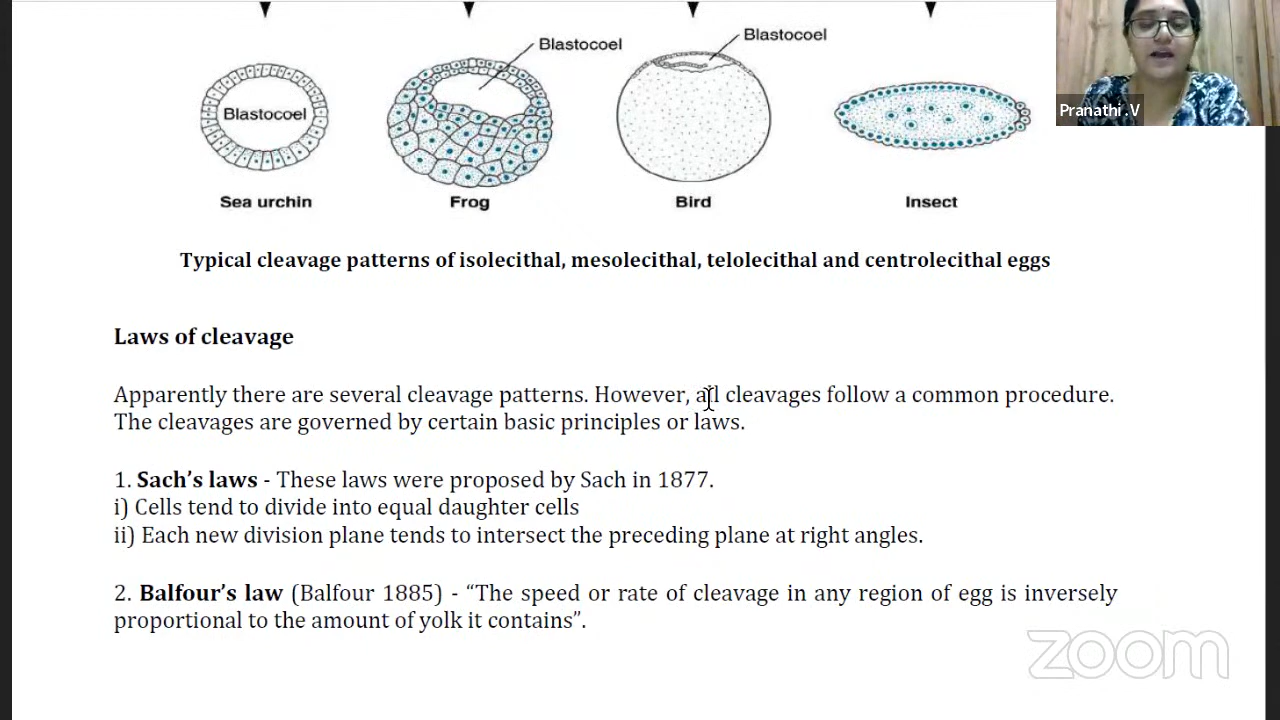 Blastocoel
Blastocoel
Blastocoel
Pranathi .V
Sea urchin
Frog
Bird
Insect
Typical cleavage patterns of isolecithal, mesolecithal, telolecithal and centrolecithal eggs
Laws of cleavage
Apparently there are several cleavage patterns. However, all cleavages follow a common procedure.
The cleavages are governed by certain basic principles or laws.
1. Sach's laws - These laws were proposed by Sach in 1877.
i) Cells tend to divide into equal daughter cells
ii) Each new division plane tends to intersect the preceding plane at right angles.
2. Balfour's law (Balfour 1885) - “The speed or rate of cleavage in any region of egg is inversely
proportional to the amount of yolk it contains”.
zoom